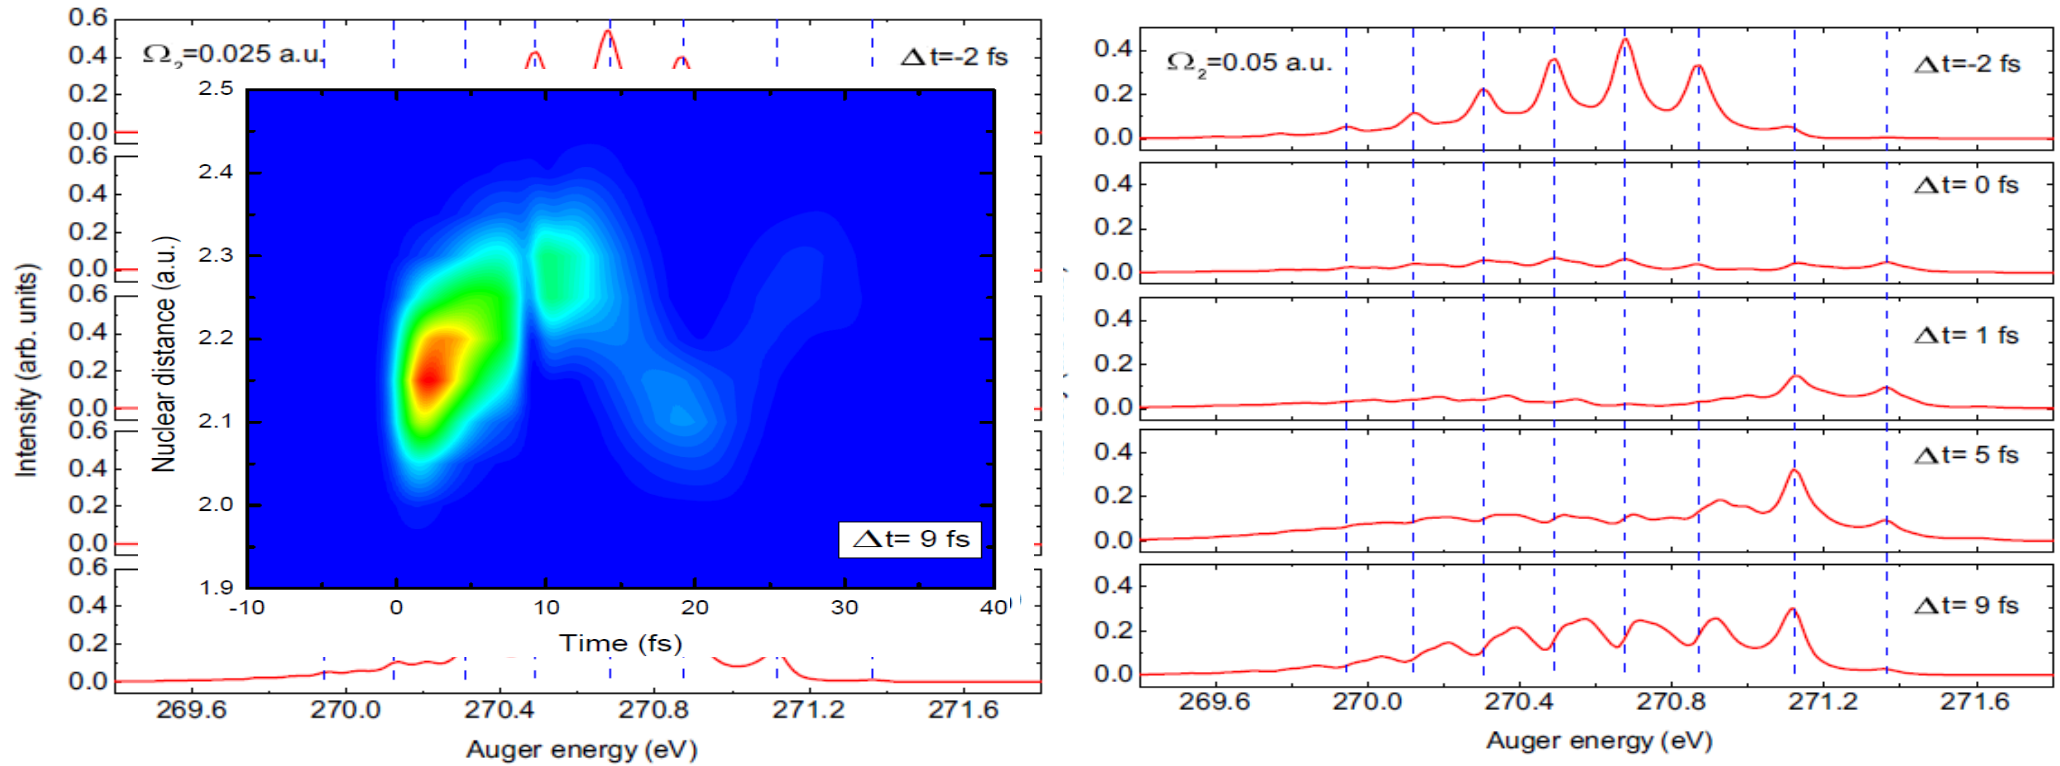 0.6
0.4
0.2
0.0
Ω2=0.025 a.u.
Δt=-2 fs
0.6
0.4
0.2
0.0
0.6
0.4
0.2
0.0
0.6
0.4
0.2
0.0
0.6
0.4
0.2
0.0
Intensity (arb. units)
269.6 270.0 270.4 270.8 271.2 271.6
Auger energy (eV)
2.5
2.4
2.3
2.2
2.1
2.0
1.9
Nuclear distance (a.u.)
Δt= 9 fs
-10 0 10 20 30 40
Time (fs)
0.4
0.2
0.0
Ω2=0.05 a.u.
Δt=-2 fs
0.4
0.2
0.0
Δt= 0 fs
0.4
0.2
0.0
Δt= 1 fs
0.4
0.2
0.0
Δt= 5 fs
0.4
0.2
0.0
Δt= 9 fs
269.6 270.0 270.4 270.8 271.2 271.6
Auger energy (eV)